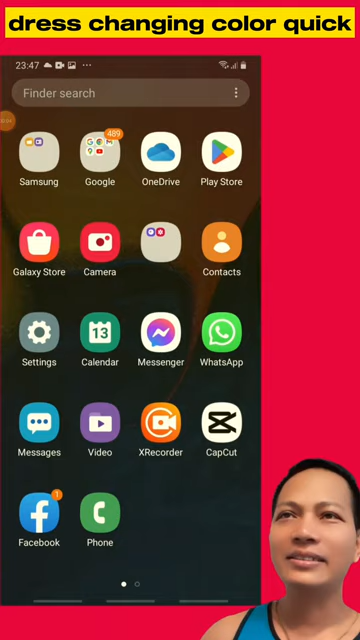 dress changing color quick
23:47
Finder search
489
Samsung
Google
OneDrive
Play Store
Galaxy Store
Camera
Contacts
13
Settings
Calendar
Messenger
WhatsApp
Messages
Video
XRecorder
CapCut
1
Facebook
Phone